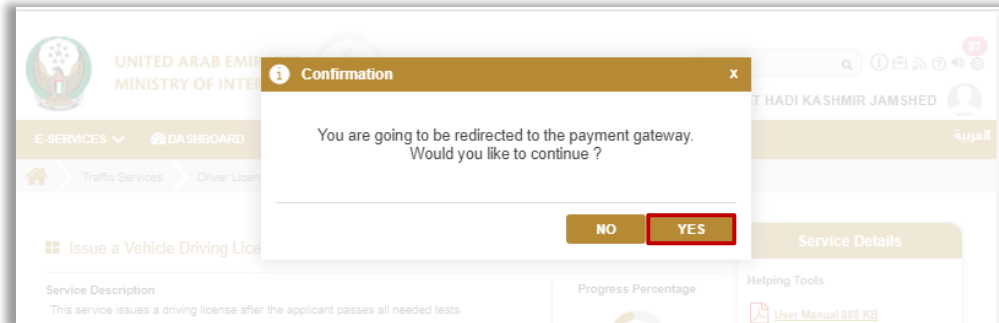 87
UNITED ARAB EMIR
MINISTRY OF INTER
T HADI KASHMIR JAMSHED
i Confirmation x
You are going to be redirected to the payment gateway.
Would you like to continue ?
NO YES
E-SERVICES DASHBOARD العربية
Traffic Services Driver Licen
Issue a Vehicle Driving Lice
Service Details
Service Description
This service issues a driving license after the applicant passes all needed tests
Progress Percentage
Helping Tools
User Manual 888 KB